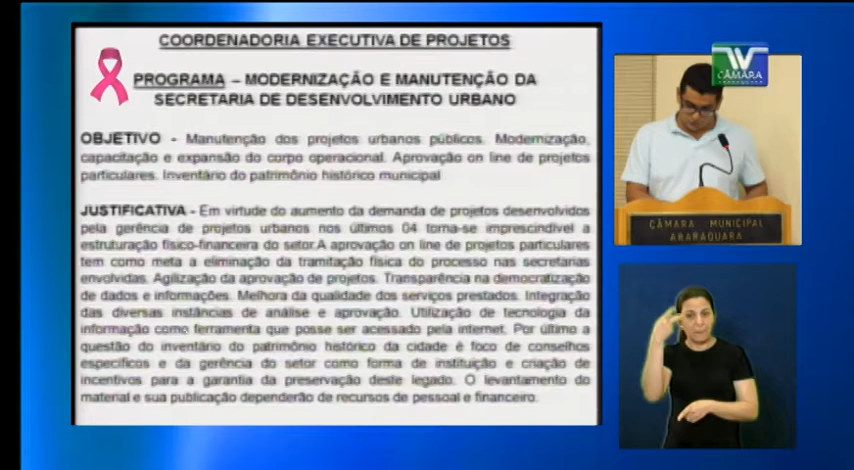 COORDENADORIA EXECUTIVA DE PROJETOS
PROGRAMA – MODERNIZAÇÃO E MANUTENÇÃO DA
SECRETARIA DE DESENVOLVIMENTO URBANO
OBJETIVO - Manutenção dos projetos urbanos públicos. Modernização,
capacitação e expansão do corpo operacional. Aprovação on line de projetos
particulares. Inventário do patrimônio histórico municipal
JUSTIFICATIVA - Em virtude do aumento da demanda de projetos desenvolvidos
pela gerência de projetos urbanos nos últimos 04 torna-se imprescindível a
estruturação físico-financeira do setor.A aprovação on line de projetos particulares
tem como meta a eliminação da tramitação física do processo nas secretarias
envolvidas. Agilização da aprovação de projetos. Transparência na democratização
de dados e informações. Melhora da qualidade dos serviços prestados. Integração
das diversas instâncias de análise e aprovação. Utilização de tecnologia da
informação como ferramenta que posse ser acessado pela internet. Por último a
questão do inventário do patrimônio histórico da cidade é foco de conselhos
específicos e da gerência do setor como forma de instituição e criação de
incentivos para a garantia da preservação deste legado. O levantamento do
material e sua publicação dependerão de recursos de pessoal e financeiro.
TV
CÂMARA
CÂMARA MUNICIPAL
ARARAQUARA